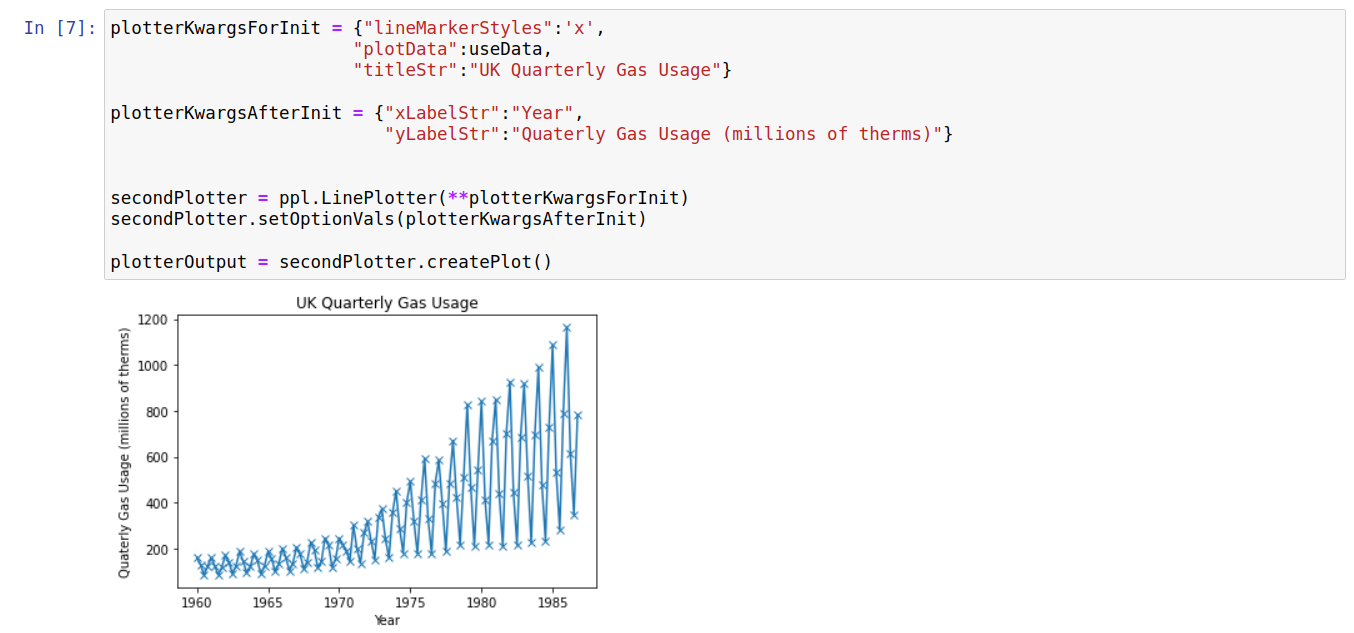 In [7]:
plotterKwargsForInit = {"lineMarkerStyles":'x',
"plotData":useData,
"titleStr":"UK Quarterly Gas Usage"}
plotterKwargsAfterInit = {"xLabelStr":"Year",
"yLabelStr":"Quaterly Gas Usage (millions of therms)"}
secondPlotter = ppl.LinePlotter(**plotterKwargsForInit)
secondPlotter.setOptionVals(plotterKwargsAfterInit)
plotterOutput = secondPlotter.createPlot()
UK Quarterly Gas Usage
Quaterly Gas Usage (millions of therms)
1200
1000
800
600
400
200
1960 1965 1970 1975 1980 1985
Year